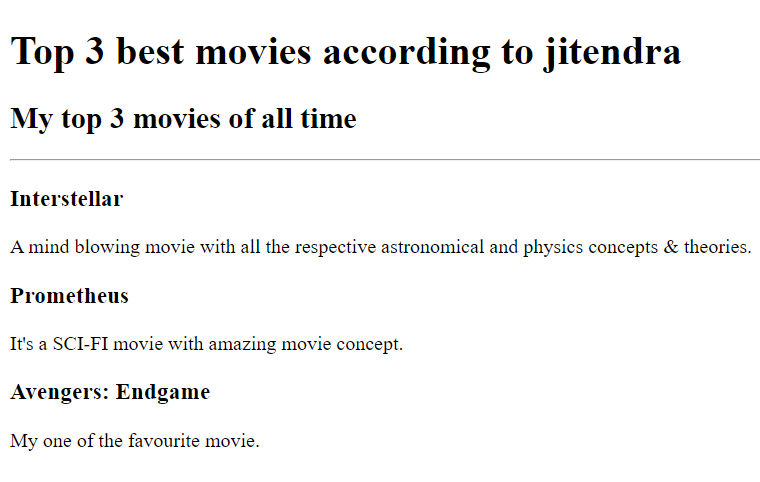 Top 3 best movies according to jitendra
My top 3 movies of all time
Interstellar
A mind blowing movie with all the respective astronomical and physics concepts & theories.
Prometheus
It's a SCI-FI movie with amazing movie concept.
Avengers: Endgame
My one of the favourite movie.